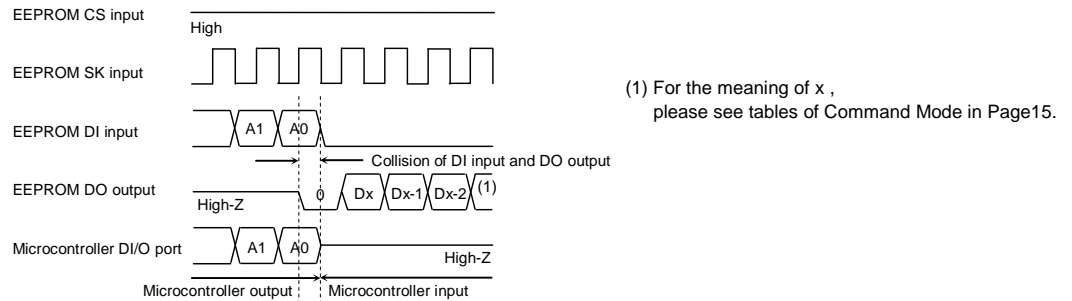 EEPROM CS input
High
EEPROM SK input
(1) For the meaning of x ,
please see tables of Command Mode in Page15.
EEPROM DI input
A1 A0
Collision of DI input and DO output
EEPROM DO output
High-Z
0 Dx Dx-1 Dx-2 (1)
Microcontroller DI/O port
A1 A0
High-Z
Microcontroller output Microcontroller input